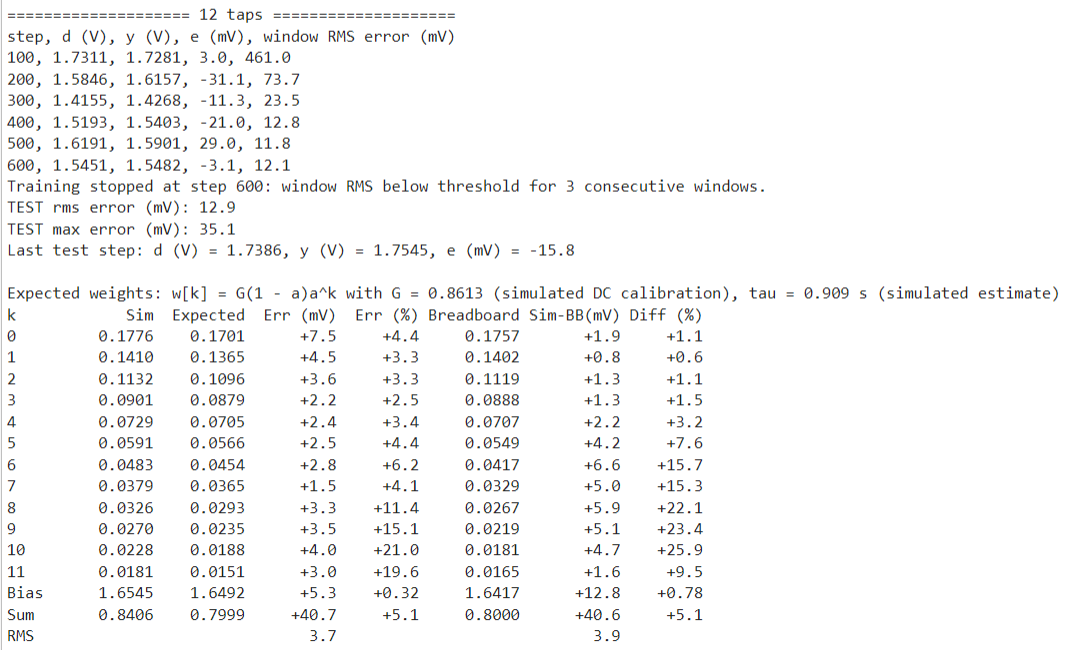 ==================== 12 taps ====================
step, d (V), y (V), e (mV), window RMS error (mV)
100, 1.7311, 1.7281, 3.0, 461.0
200, 1.5846, 1.6157, -31.1, 73.7
300, 1.4155, 1.4268, -11.3, 23.5
400, 1.5193, 1.5403, -21.0, 12.8
500, 1.6191, 1.5901, 29.0, 11.8
600, 1.5451, 1.5482, -3.1, 12.1
Training stopped at step 600: window RMS below threshold for 3 consecutive windows.
TEST rms error (mV): 12.9
TEST max error (mV): 35.1
Last test step: d (V) = 1.7386, y (V) = 1.7545, e (mV) = -15.8
Expected weights: w[k] = G(1 - a)a^k with G = 0.8613 (simulated DC calibration), tau = 0.909 s (simulated estimate)
k Sim Expected Err (mV) Err (%) Breadboard Sim-BB(mV) Diff (%)
0 0.1776 0.1701 +7.5 +4.4 0.1757 +1.9 +1.1
1 0.1410 0.1365 +4.5 +3.3 0.1402 +0.8 +0.6
2 0.1132 0.1096 +3.6 +3.3 0.1119 +1.3 +1.1
3 0.0901 0.0879 +2.2 +2.5 0.0888 +1.3 +1.5
4 0.0729 0.0705 +2.4 +3.4 0.0707 +2.2 +3.2
5 0.0591 0.0566 +2.5 +4.4 0.0549 +4.2 +7.6
6 0.0483 0.0454 +2.8 +6.2 0.0417 +6.6 +15.7
7 0.0379 0.0365 +1.5 +4.1 0.0329 +5.0 +15.3
8 0.0326 0.0293 +3.3 +11.4 0.0267 +5.9 +22.1
9 0.0270 0.0235 +3.5 +15.1 0.0219 +5.1 +23.4
10 0.0228 0.0188 +4.0 +21.0 0.0181 +4.7 +25.9
11 0.0181 0.0151 +3.0 +19.6 0.0165 +1.6 +9.5
Bias 1.6545 1.6492 +5.3 +0.32 1.6417 +12.8 +0.78
Sum 0.8406 0.7999 +40.7 +5.1 0.8000 +40.6 +5.1
RMS 3.7 3.9